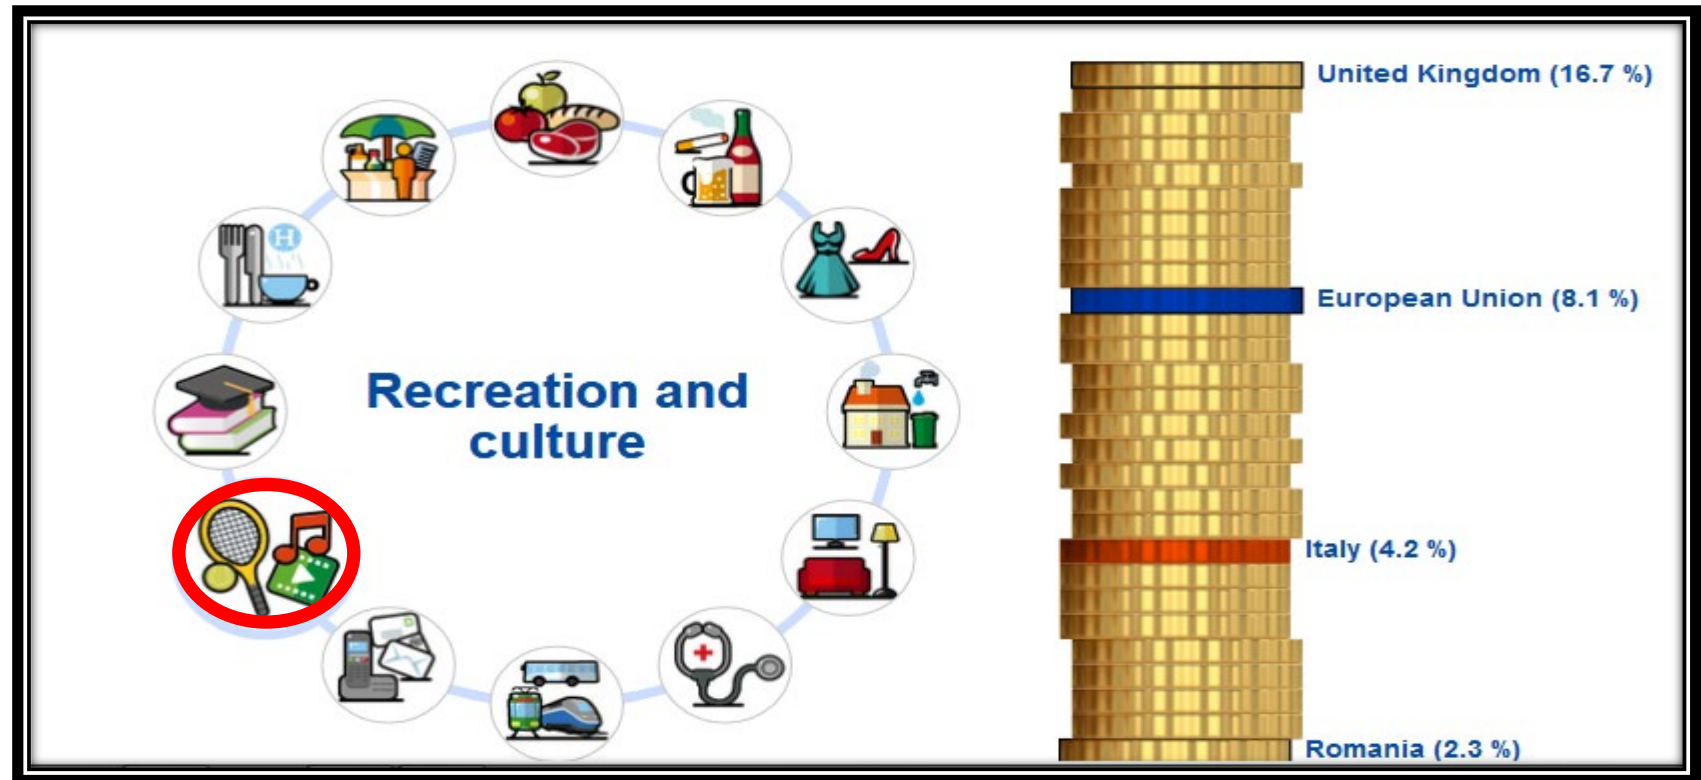 Recreation and
culture
United Kingdom (16.7 %)
European Union (8.1 %)
Italy (4.2 %)
Romania (2.3 %)
H